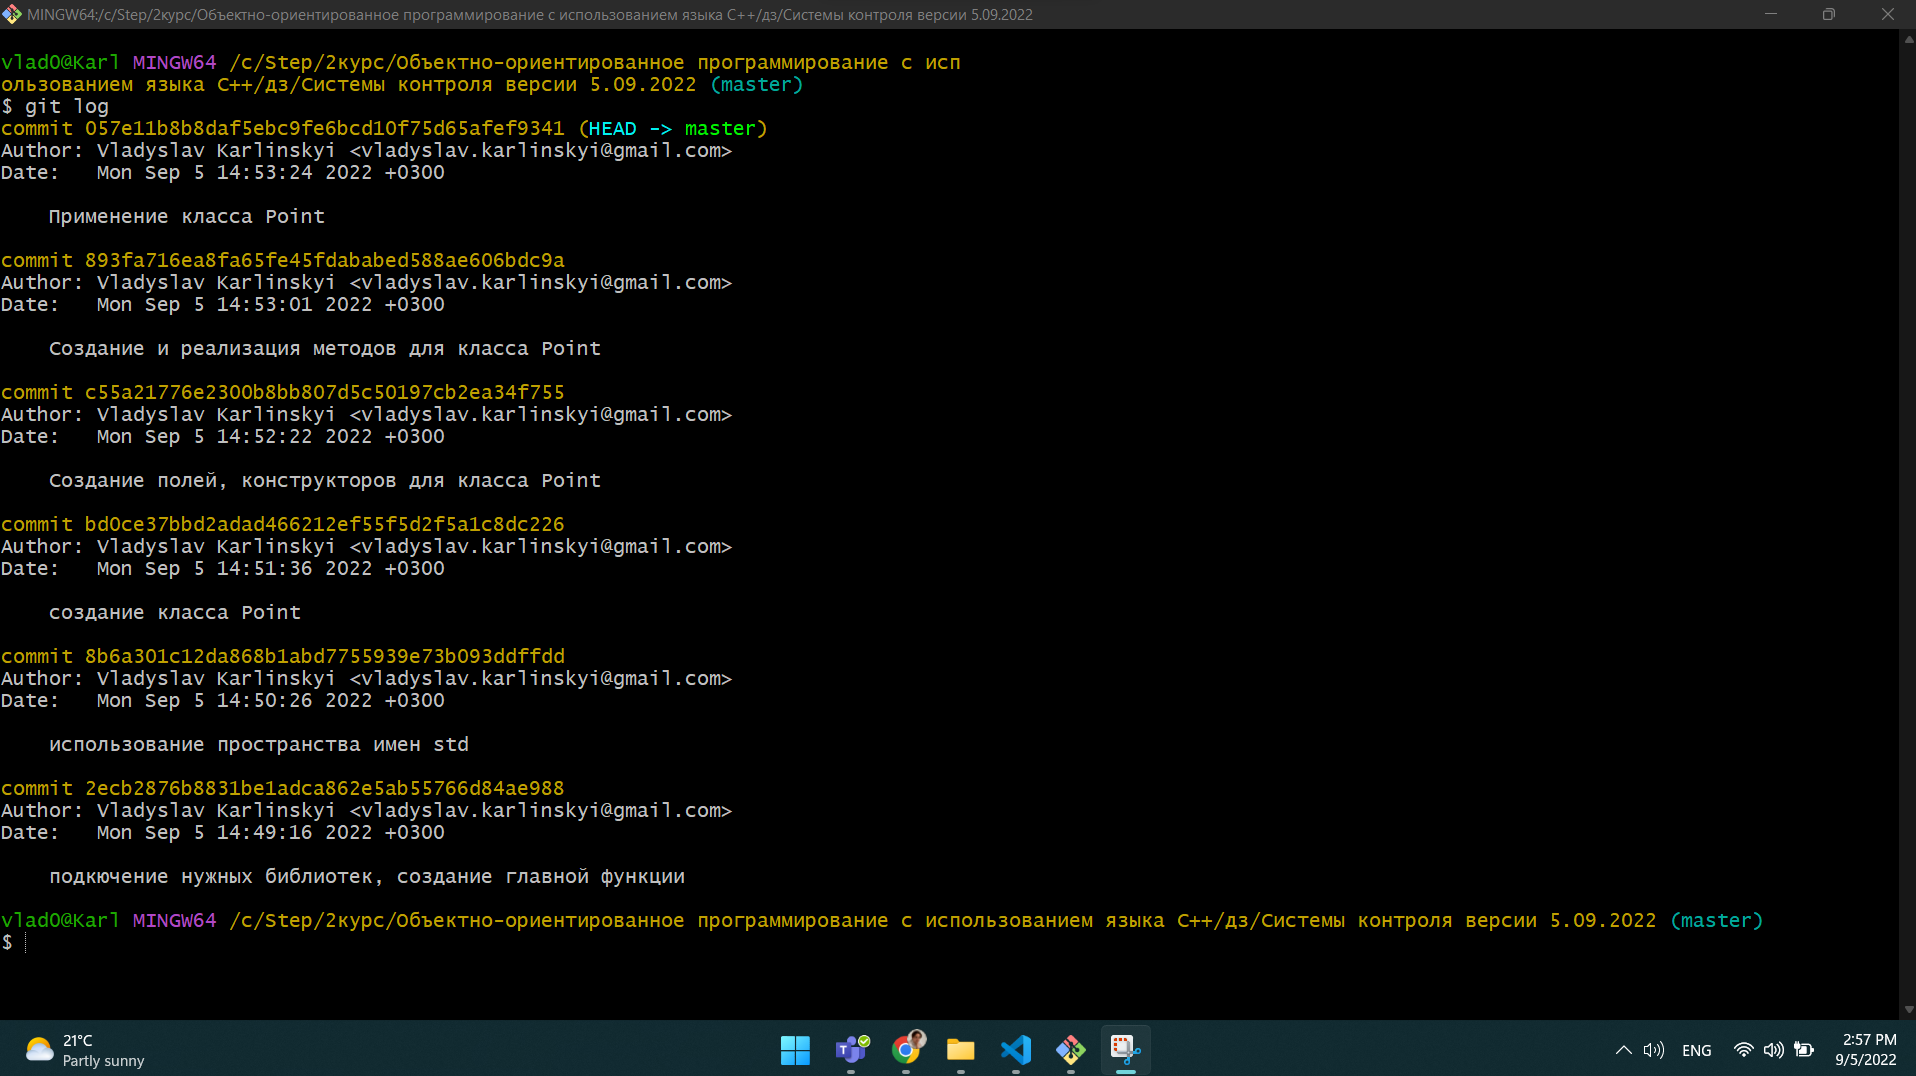 MINGW64:/c/Step/2курс/Объектно-ориентированное программирование с использованием языка C++/дз/Системы контроля версии 5.09.2022
vlad0@Karl MINGW64 /c/Step/2курс/Объектно-ориентированное программирование с исп
ользованием языка C++/дз/Системы контроля версии 5.09.2022 (master)
$ git log
commit 057e11b8b8daf5ebc9fe6bcd10f75d65afef9341 (HEAD -> master)
Author: Vladyslav Karlinskyi <vladyslav.karlinskyi@gmail.com>
Date:   Mon Sep 5 14:53:24 2022 +0300
Применение класса Point
commit 893fa716ea8fa65fe45fdababed588ae606bdc9a
Author: Vladyslav Karlinskyi <vladyslav.karlinskyi@gmail.com>
Date:   Mon Sep 5 14:53:01 2022 +0300
Создание и реализация методов для класса Point
commit c55a21776e2300b8bb807d5c50197cb2ea34f755
Author: Vladyslav Karlinskyi <vladyslav.karlinskyi@gmail.com>
Date:   Mon Sep 5 14:52:22 2022 +0300
Создание полей, конструкторов для класса Point
commit bd0ce37bbd2adad466212ef55f5d2f5a1c8dc226
Author: Vladyslav Karlinskyi <vladyslav.karlinskyi@gmail.com>
Date:   Mon Sep 5 14:51:36 2022 +0300
создание класса Point
commit 8b6a301c12da868b1abd7755939e73b093ddffdd
Author: Vladyslav Karlinskyi <vladyslav.karlinskyi@gmail.com>
Date:   Mon Sep 5 14:50:26 2022 +0300
использование пространства имен std
commit 2ecb2876b8831be1adca862e5ab55766d84ae988
Author: Vladyslav Karlinskyi <vladyslav.karlinskyi@gmail.com>
Date:   Mon Sep 5 14:49:16 2022 +0300
подкючение нужных библиотек, создание главной функции
vlad0@Karl MINGW64 /c/Step/2курс/Объектно-ориентированное программирование с использованием языка C++/дз/Системы контроля версии 5.09.2022 (master)
$
21°C
Partly sunny
ENG
2:57 PM
9/5/2022